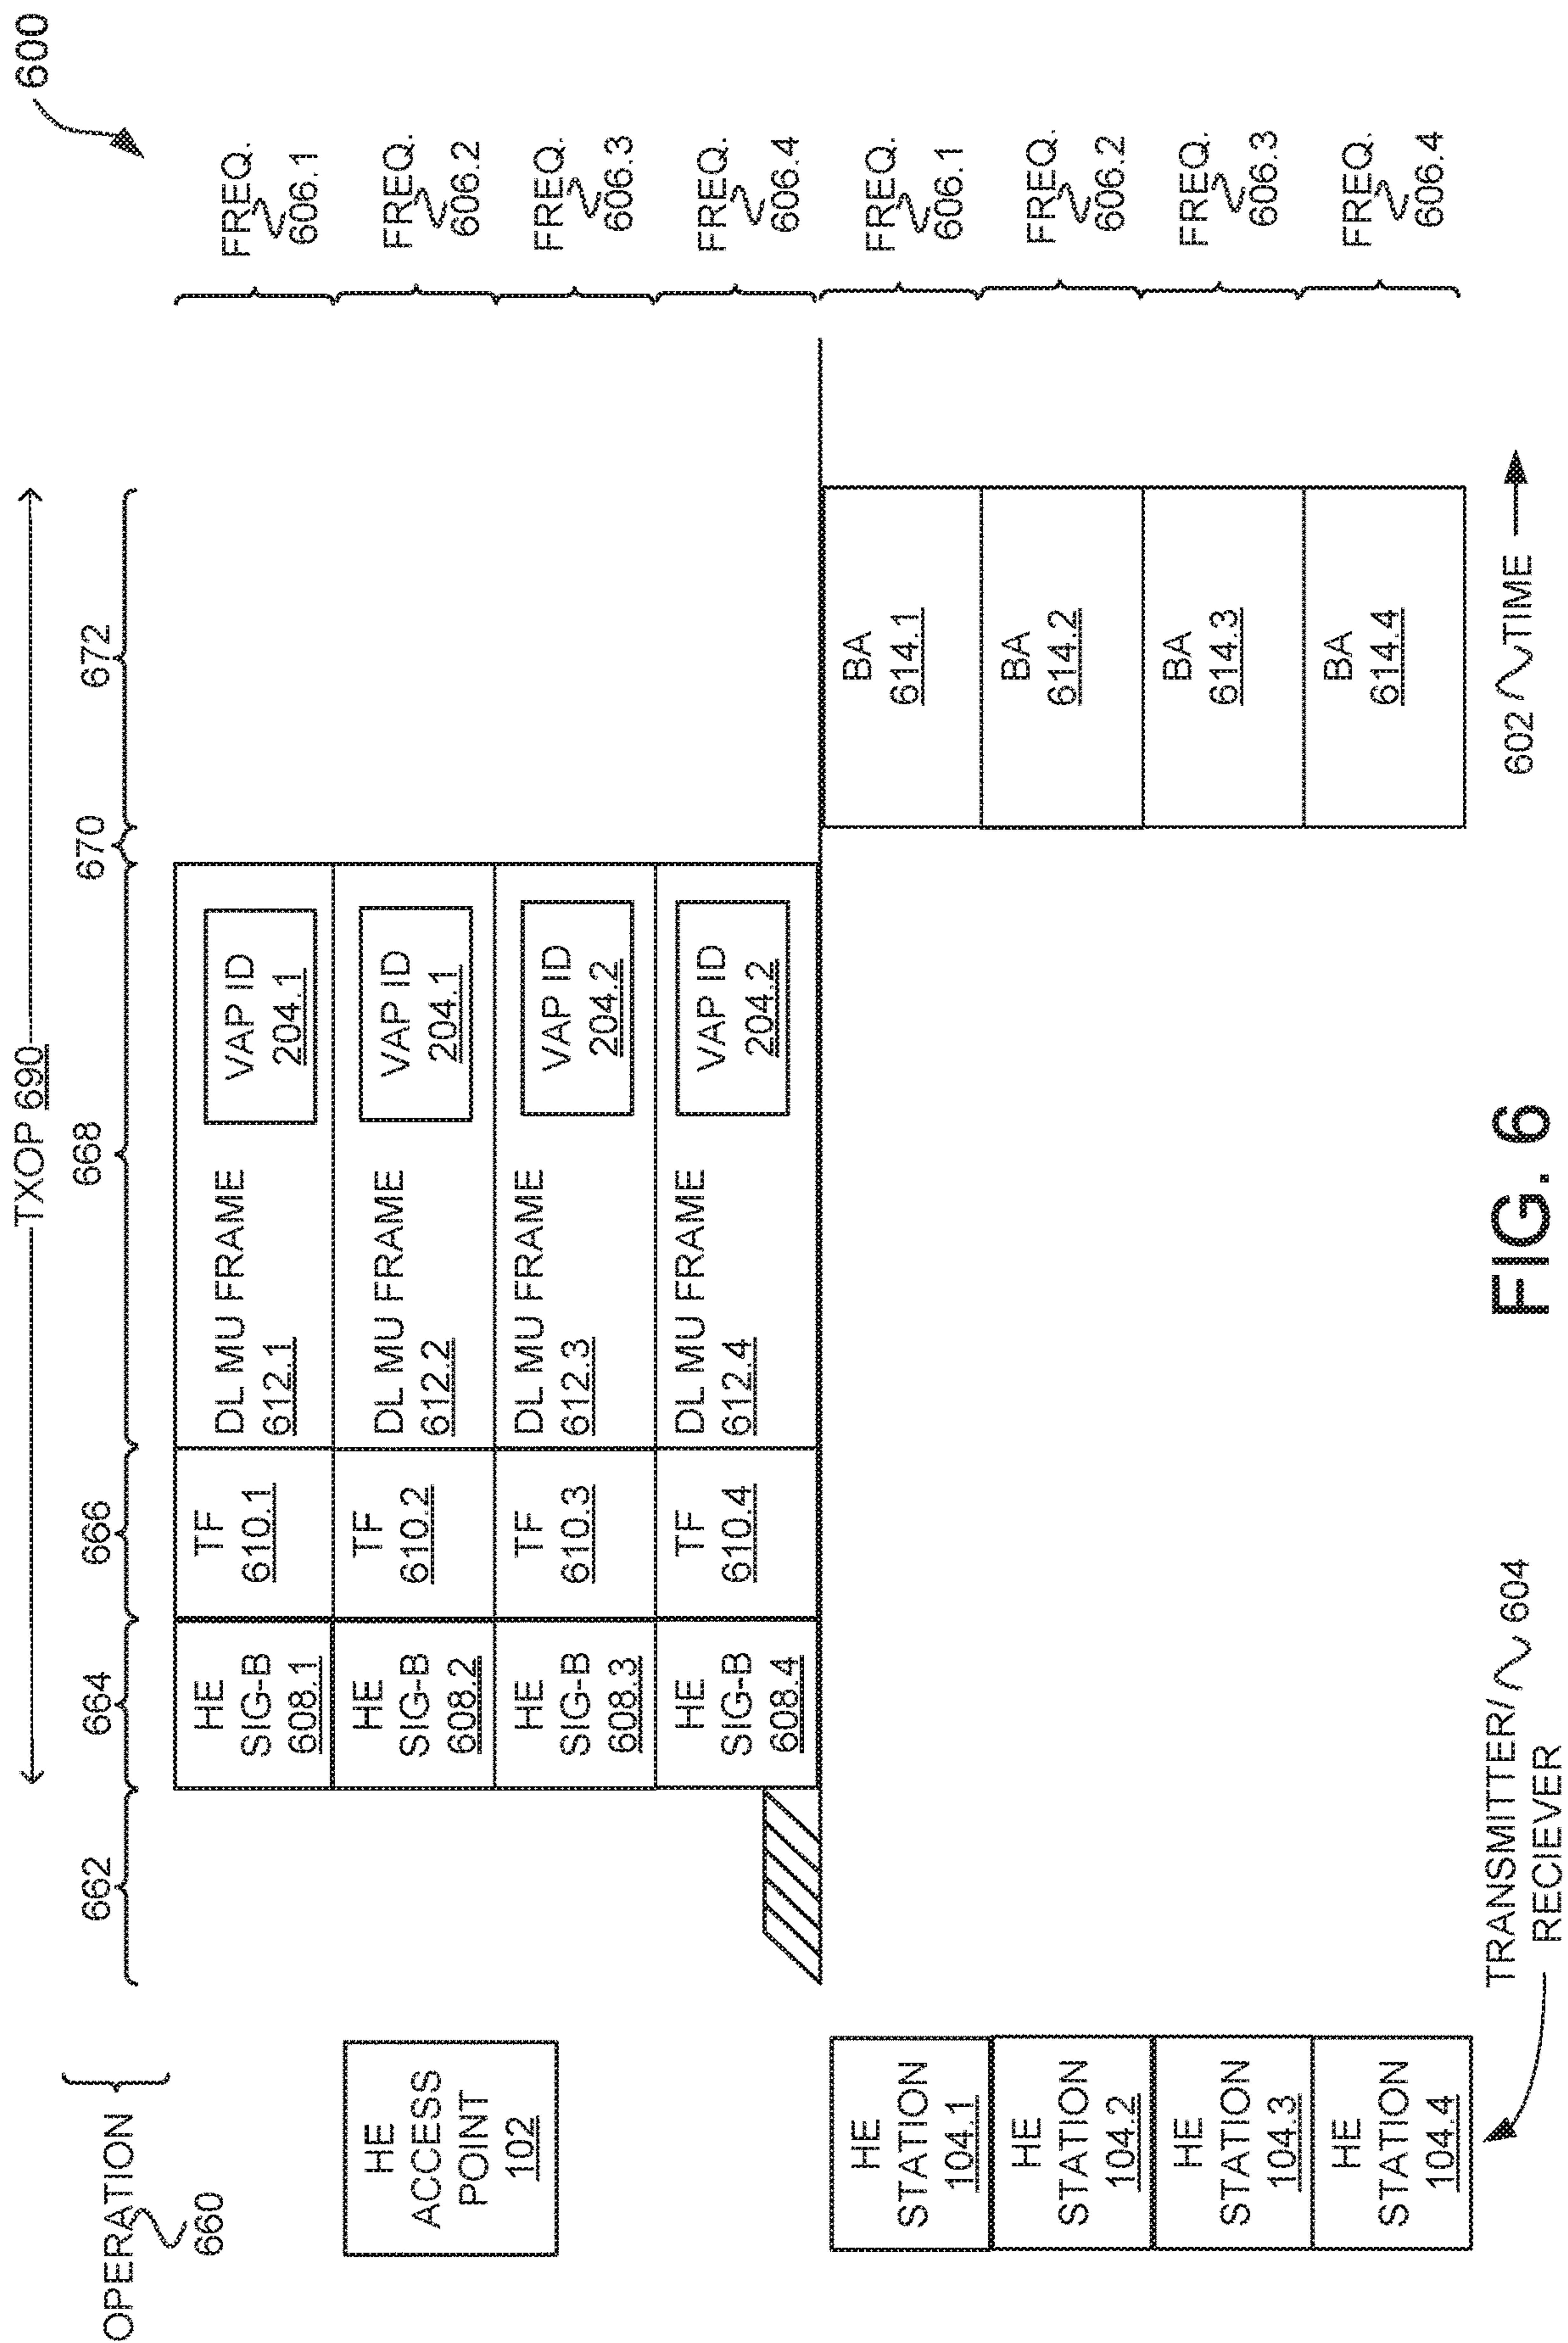 600
TXOP 690
OPERATION
660
662
664
666
668
670
672
HE
ACCESS
POINT
102
HE
SIG-B
608.1
TF
610.1
DL MU FRAME
612.1
VAP ID
204.1
FREQ.
606.1
HE
SIG-B
608.2
TF
610.2
DL MU FRAME
612.2
VAP ID
204.1
FREQ.
606.2
HE
SIG-B
608.3
TF
610.3
DL MU FRAME
612.3
VAP ID
204.2
FREQ.
606.3
HE
SIG-B
608.4
TF
610.4
DL MU FRAME
612.4
VAP ID
204.2
FREQ.
606.4
HE
STATION
104.1
BA
614.1
FREQ.
606.1
HE
STATION
104.2
BA
614.2
FREQ.
606.2
HE
STATION
104.3
BA
614.3
FREQ.
606.3
HE
STATION
104.4
BA
614.4
FREQ.
606.4
TRANSMITTER/ 604
RECIEVER
602 TIME
FIG. 6